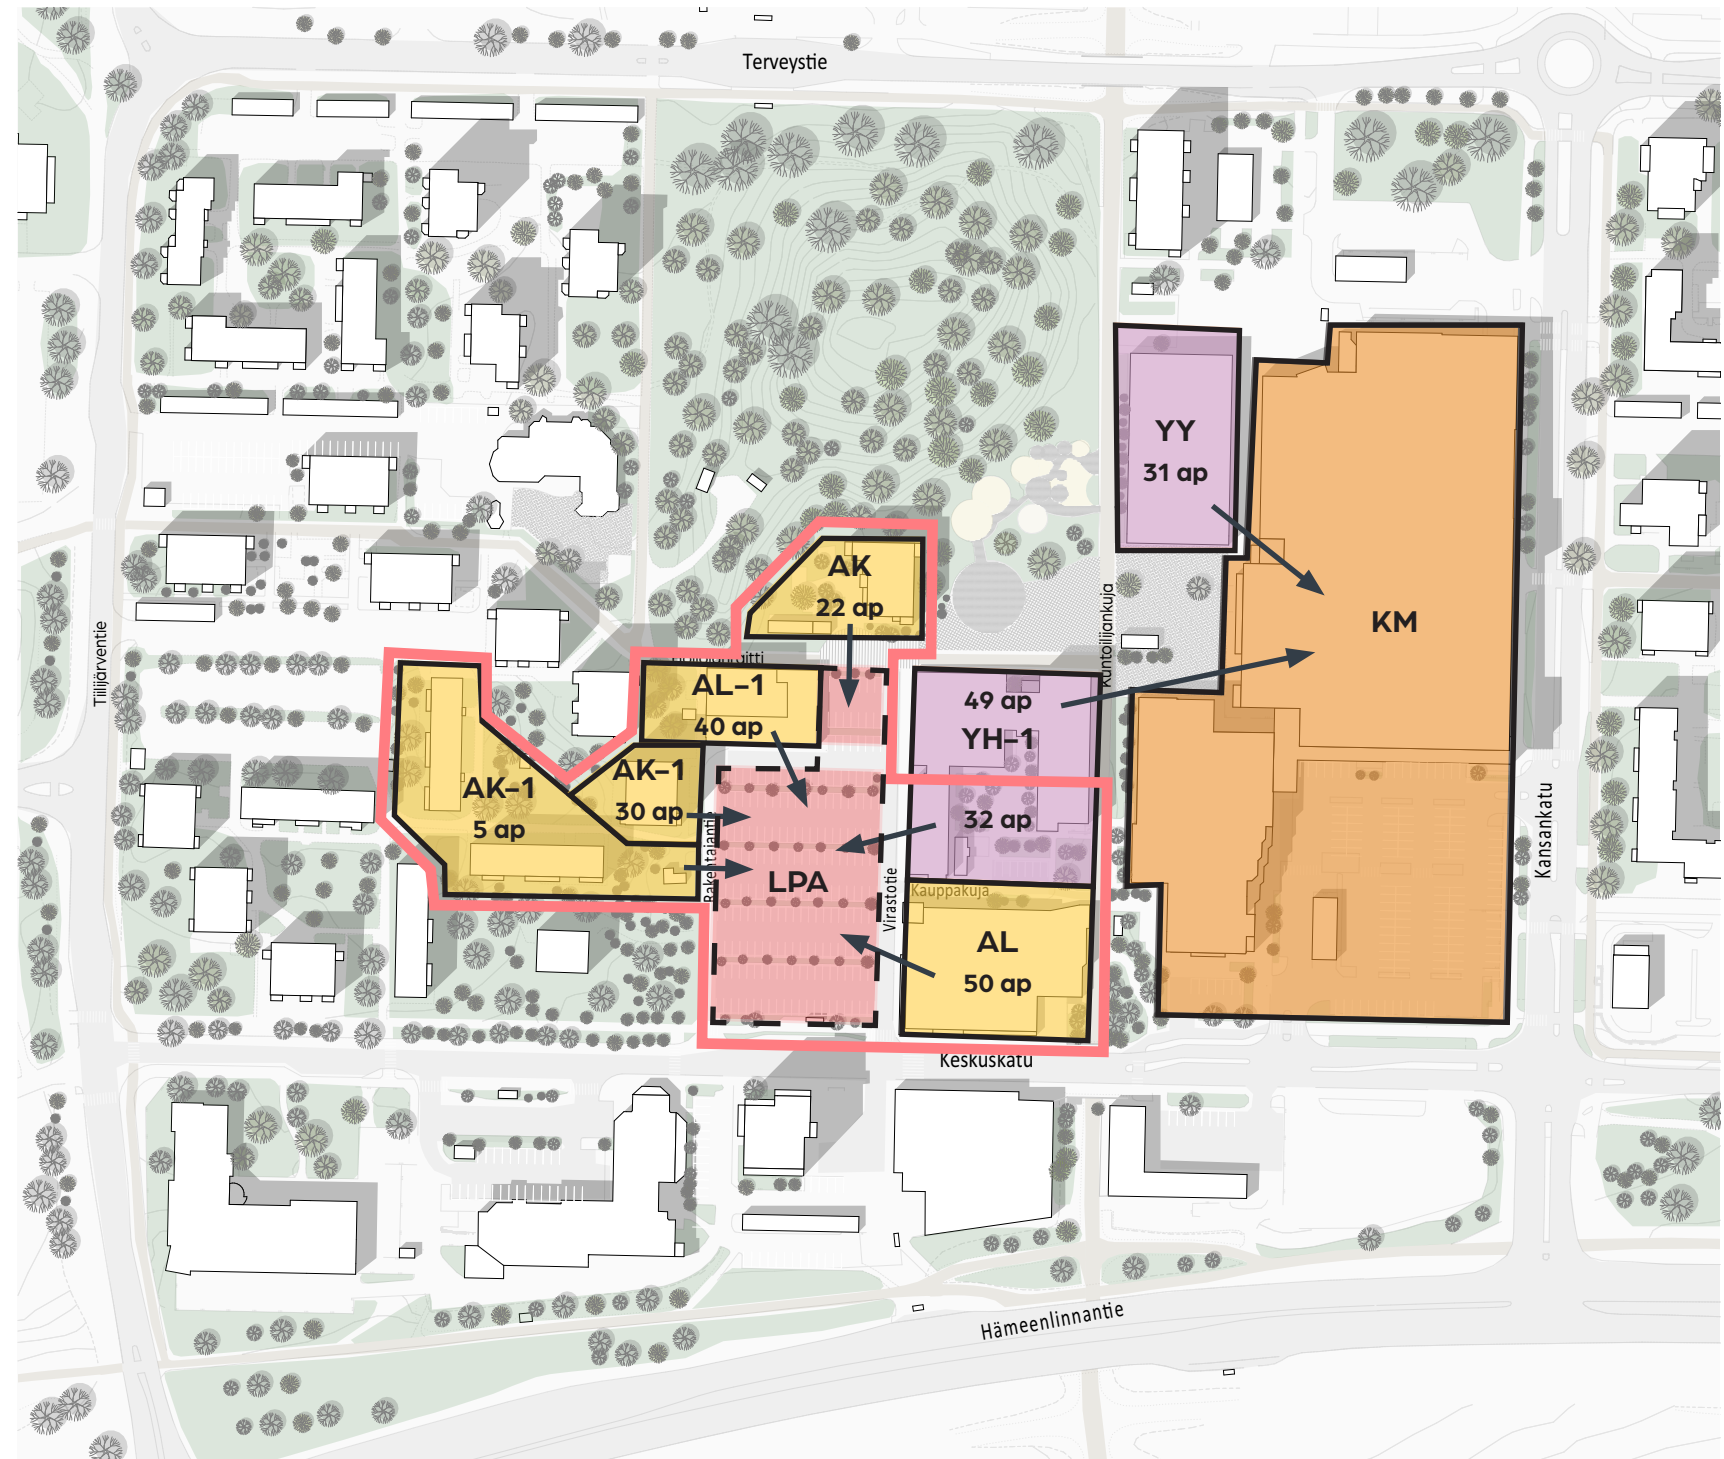 Terveystie
YY
31 ap
AK
22 ap
KM
Kuntoilijankuja
Tiilijärventie
AL-1
40 ap
49 ap
YH-1
AK-1
30 ap
AK-1
5 ap
32 ap
Rakentajantie
LPA
Virastotie
Kauppakuja
Kansankatu
AL
50 ap
Keskuskatu
Hämeenlinnantie